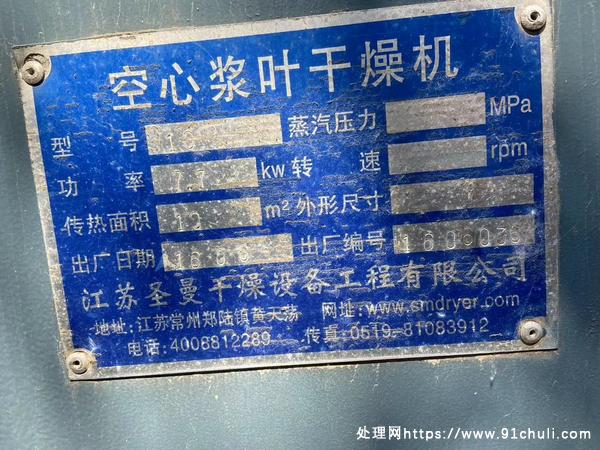 空心浆叶干燥机
型 号 蒸汽压力 MPa
功 率 7.7 kw 转 速 rpm
传热面积 12 m² 外形尺寸
出厂日期 出厂编号 1609039
江苏圣曼干燥设备工程有限公司
地址:江苏常州郑陆镇黄天荡 网址:www.smdryer.com
电话:4008812289 传真:0519-81083912
处理网https://www.91chuli.com